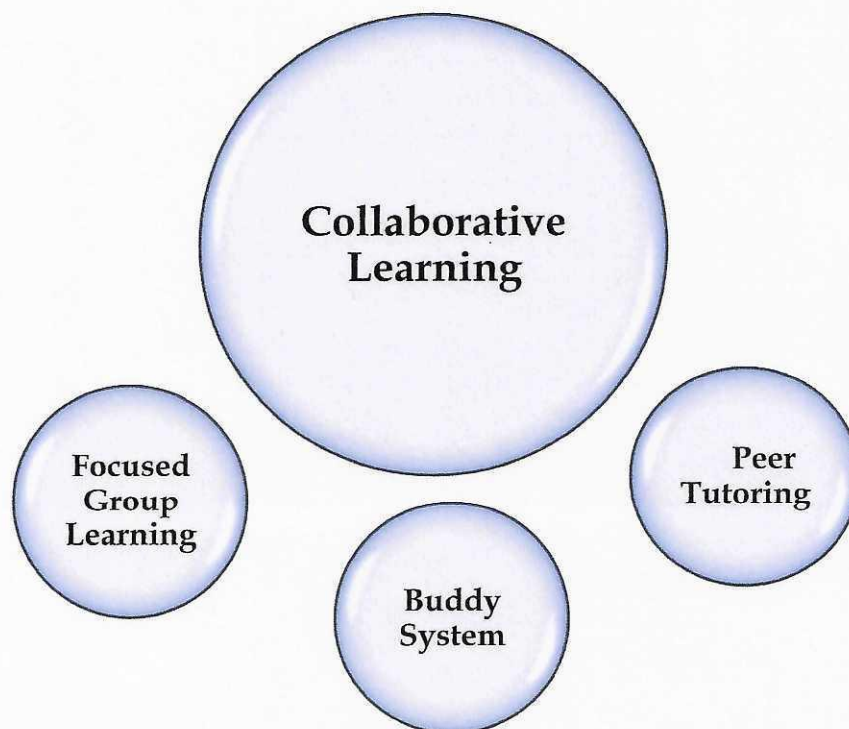 Collaborative
Learning
Focused
Group
Learning
Buddy
System
Peer
Tutoring